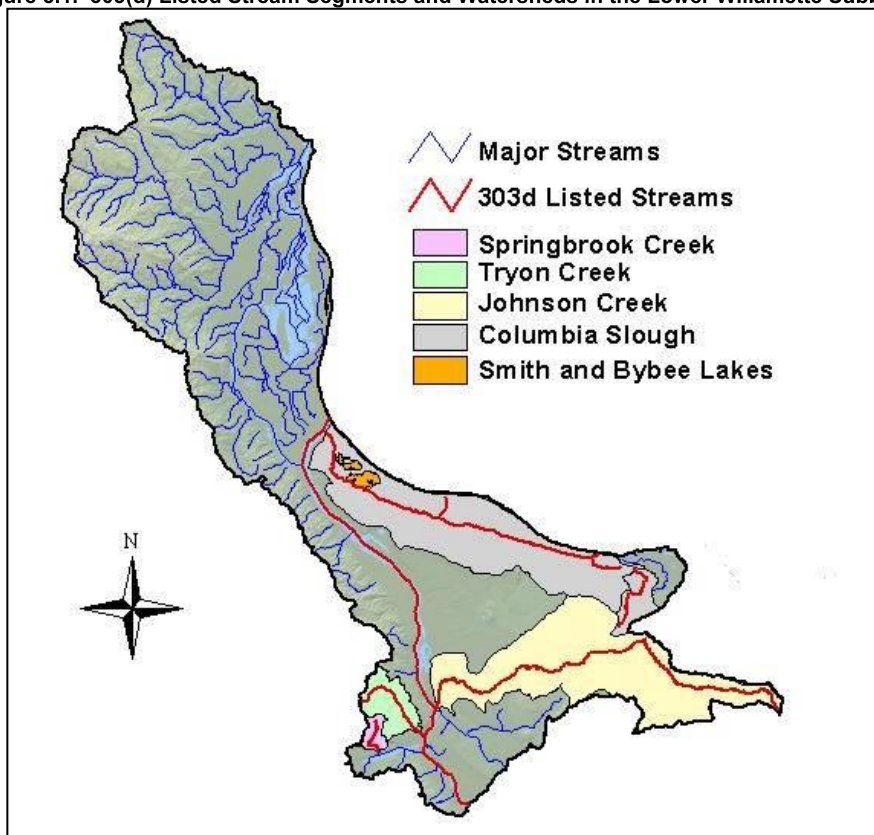 303(d) Listed Stream Segments and Watersheds in the Lower Willamette
Major Streams
303d Listed Streams
Springbrook Creek
Tryon Creek
Johnson Creek
Columbia Slough
Smith and Bybee Lakes
N